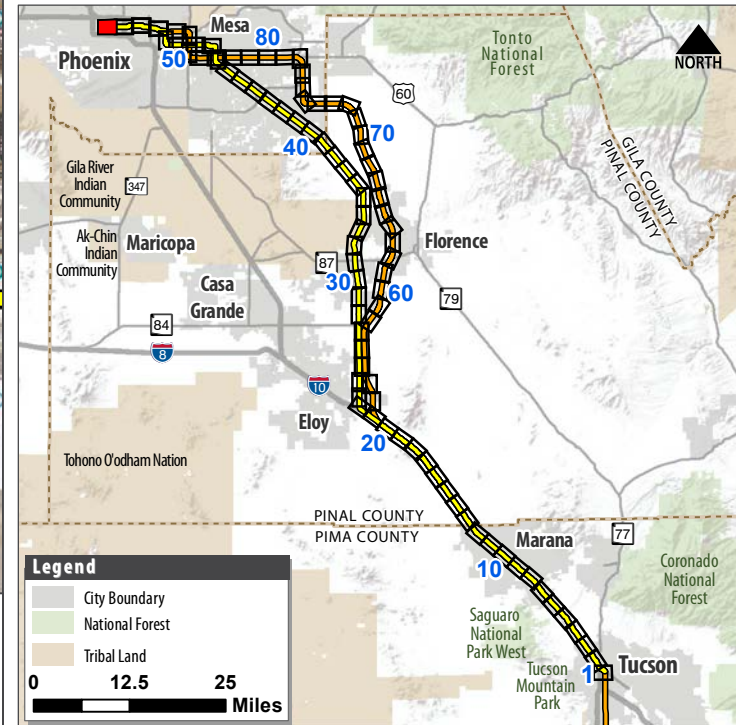 Mesa
80
Tonto
National
Forest
NORTH
Phoenix
50
60
70
40
GILA COUNTY
PINAL COUNTY
Gila River
Indian
Community
347
Ak-Chin
Indian
Community
Maricopa
Florence
87
30
Casa
Grande
60
79
84
8
10
Eloy
20
Tohono O'odham Nation
PINAL COUNTY
PIMA COUNTY
Marana
77
10
Coronado
National
Forest
Saguaro
National
Park West
Tucson
Mountain
Park
1
Tucson
Legend
City Boundary
National Forest
Tribal Land
0 12.5 25
Miles